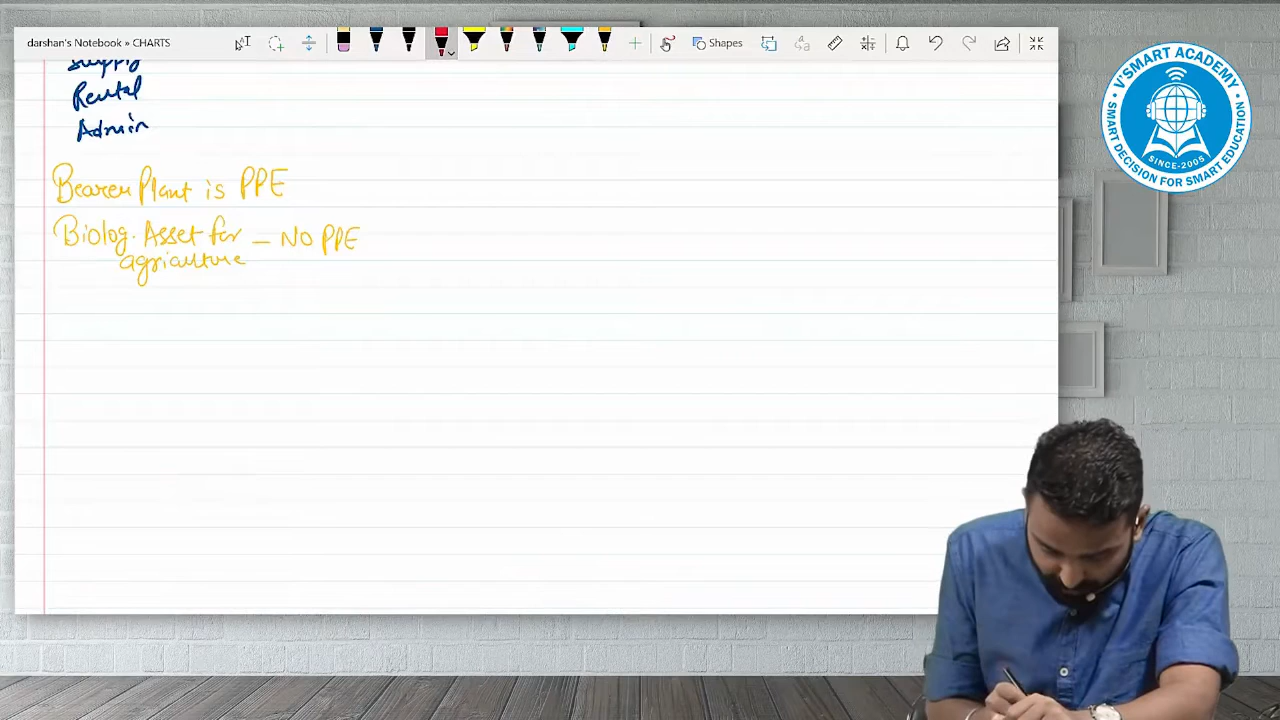 darshan's Notebook » CHARTS
Shapes
Supply
Rental
Admin
Bearer Plant is PPE
Biolog. Asset for – NO PPE
agriculture
V'SMART ACADEMY
SINCE-2005
SMART DECISION FOR SMART EDUCATION